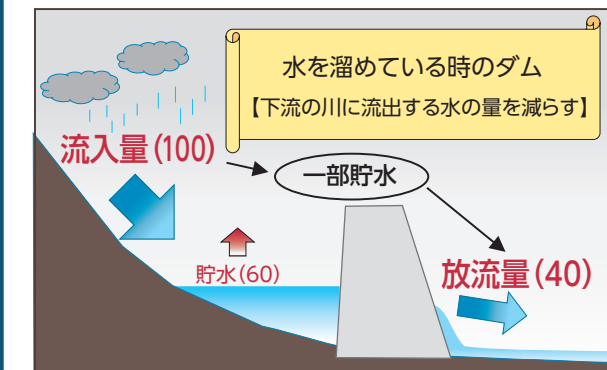 水を溜めている時のダム
【下流の川に流出する水の量を減らす】
流入量(100)
一部貯水
貯水(60)
放流量(40)